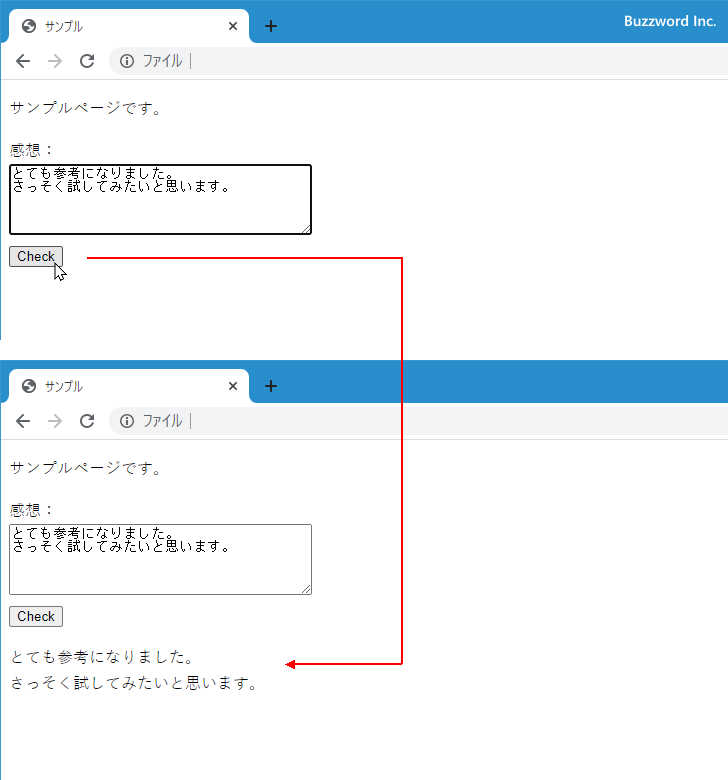 サンプル
Buzzword Inc.
ファイル
サンプルページです。
感想：
とても参考になりました。
さっそく試してみたいと思います。
Check
サンプル
ファイル
サンプルページです。
感想：
とても参考になりました。
さっそく試してみたいと思います。
Check
とても参考になりました。
さっそく試してみたいと思います。